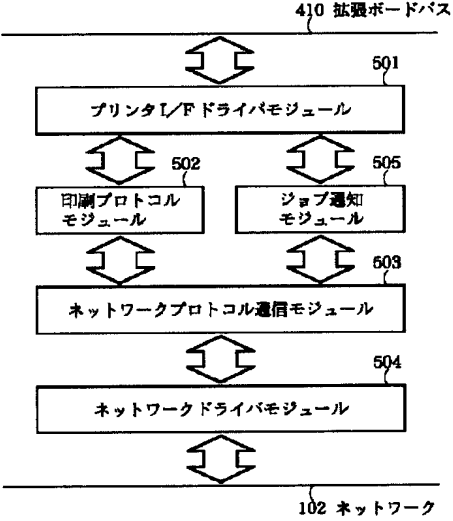 410 拡張ボードバス
501
プリンタI／Fドライバモジュール
502
505
印刷プロトコル
モジュール
ジョブ通知
モジュール
503
ネットワークプロトコル通信モジュール
504
ネットワークドライバモジュール
102 ネットワーク